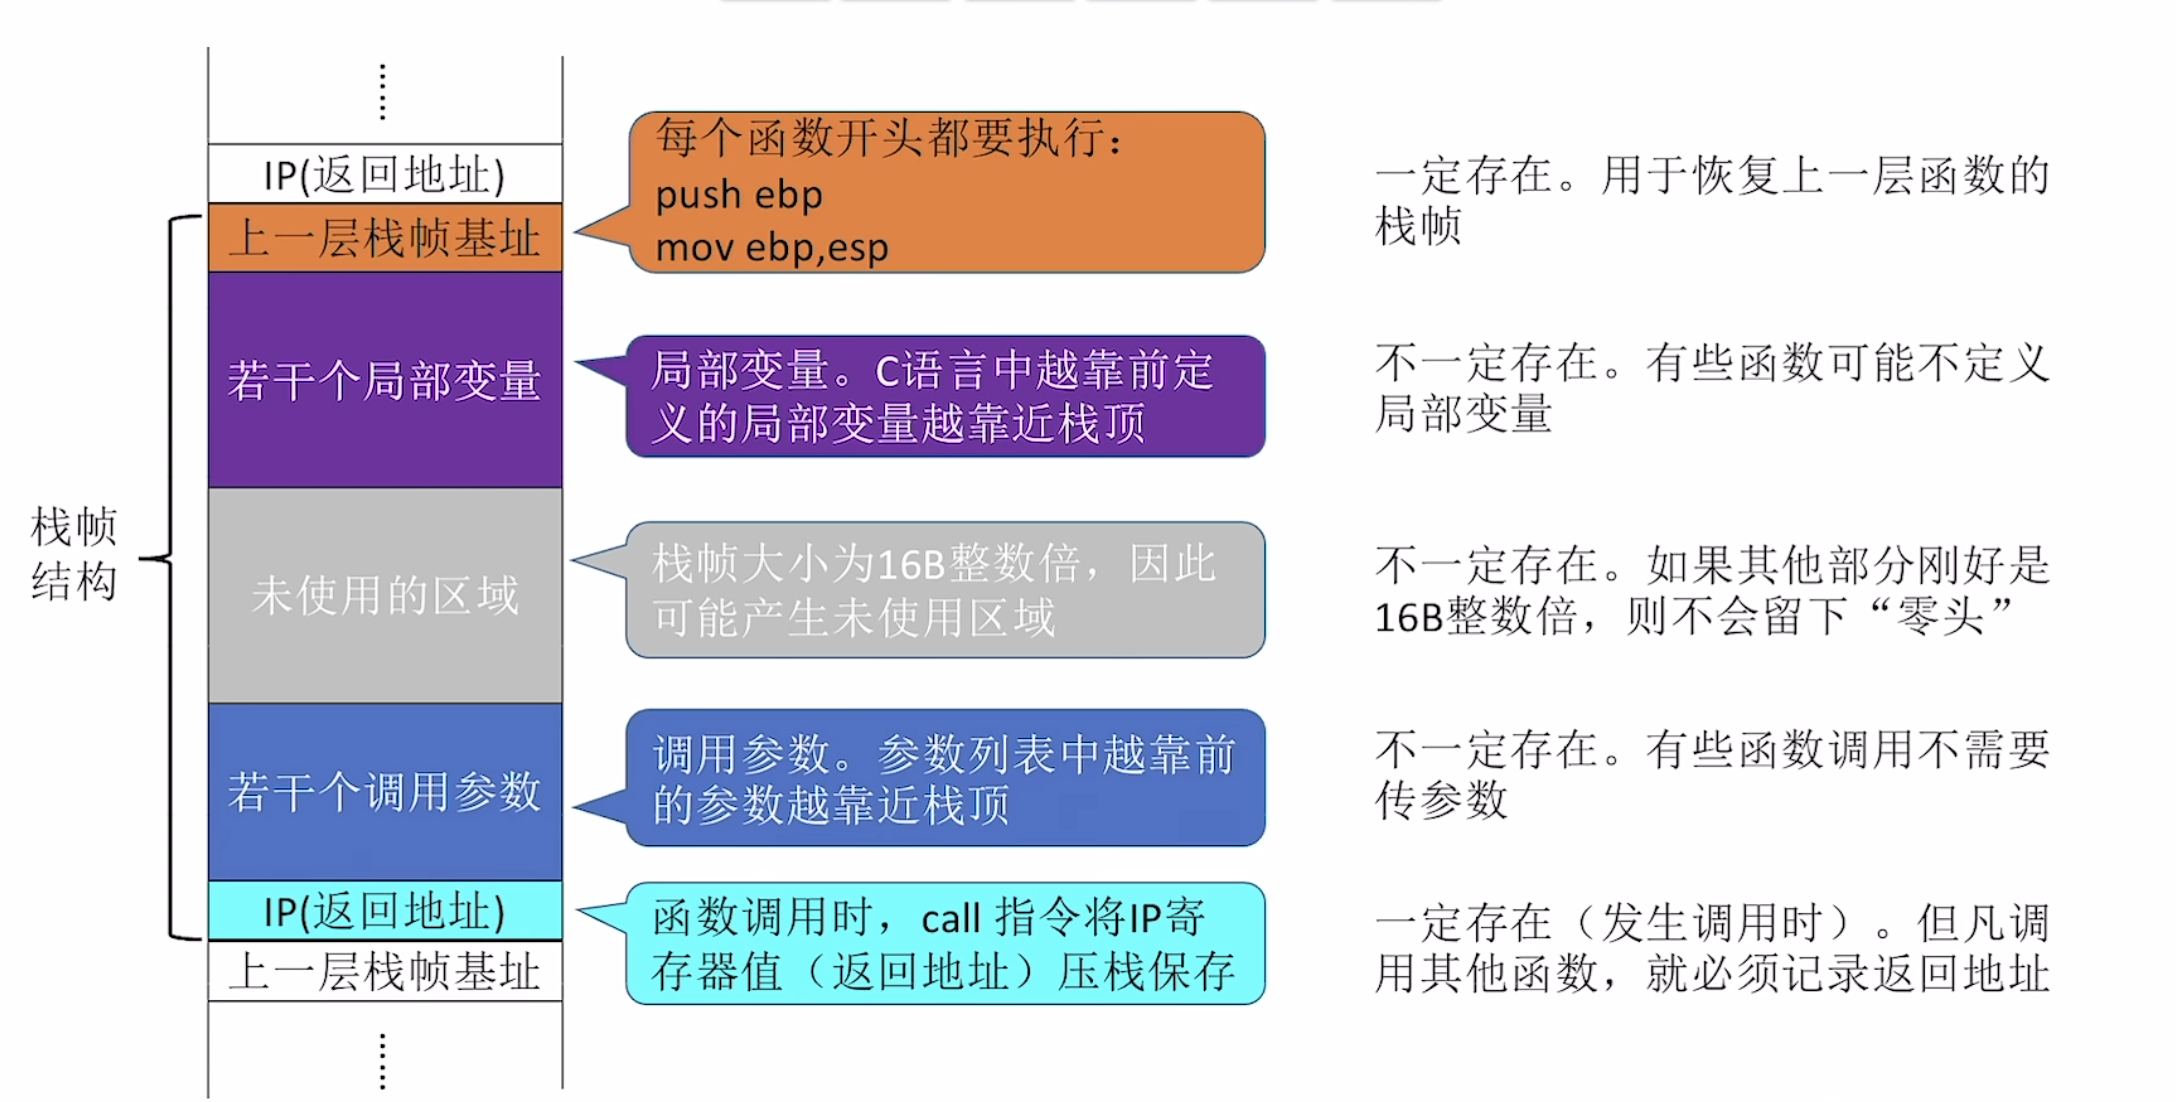 IP(返回地址)
每个函数开头都要执行：
push ebp
mov ebp,esp
一定存在。用于恢复上一层函数的
栈帧
上一层栈帧基址
若干个局部变量
局部变量。C语言中越靠前定
义的局部变量越靠近栈顶
不一定存在。有些函数可能不定义
局部变量
栈帧
结构
未使用的区域
栈帧大小为16B整数倍，因此
可能产生未使用区域
不一定存在。如果其他部分刚好是
16B整数倍，则不会留下“零头”
若干个调用参数
调用参数。参数列表中越靠前
的参数越靠近栈顶
不一定存在。有些函数调用不需要
传参数
IP(返回地址)
函数调用时，call 指令将IP寄
存器值（返回地址）压栈保存
一定存在（发生调用时）。但凡调
用其他函数，就必须记录返回地址
上一层栈帧基址